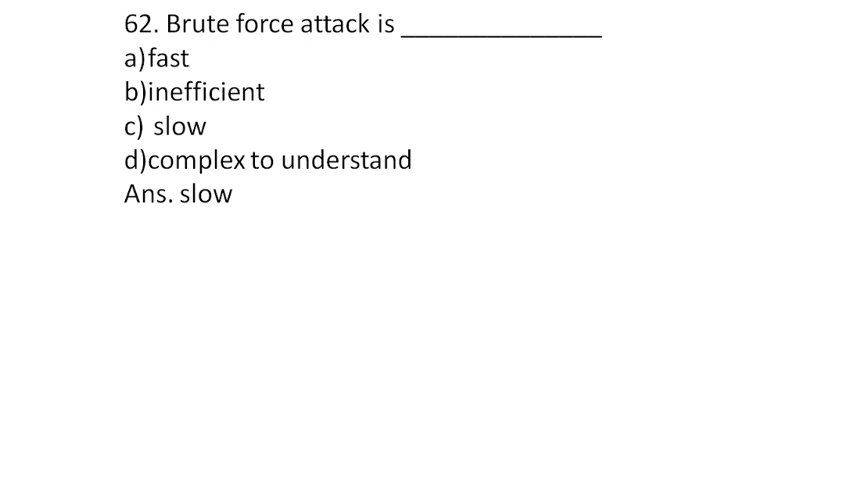 62. Brute force attack is _______________
a)fast
b)inefficient
c) slow
d)complex to understand
Ans. slow